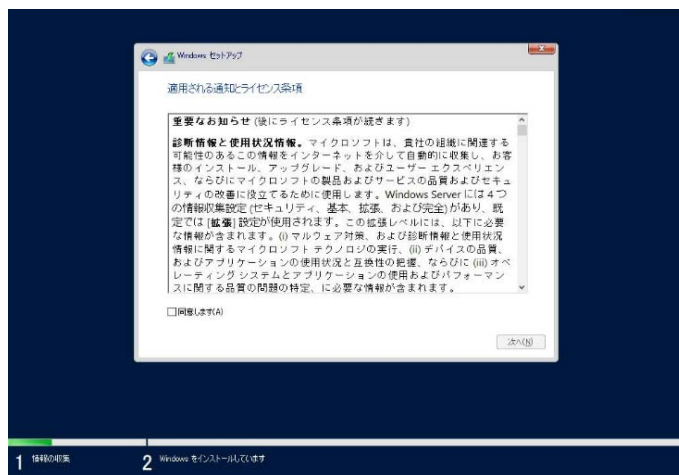 Windows セットアップ
適用される通知とライセンス条項
重要なお知らせ (後にライセンス条項が続きます)
診断情報と使用状況情報。マイクロソフトは、貴社の組織に関連する
可能性のあるこの情報をインターネットを介して自動的に収集し、お客
様のインストール、アップグレード、およびユーザー エクスペリエン
ス、ならびにマイクロソフトの製品およびサービスの品質およびセキュ
リティの改善に役立てるために使用します。Windows Server には 4 つ
の情報収集設定 (セキュリティ、基本、拡張、および完全) があり、既
定では [拡張] 設定が使用されます。この拡張レベルには、以下に必要
な情報が含まれます。(i) マルウェア対策、および診断情報と使用状況
情報に関するマイクロソフト テクノロジの実行、(ii) デバイスの品質、
およびアプリケーションの使用状況と互換性の把握、ならびに (iii) オペ
レーティング システムとアプリケーションの使用およびパフォーマン
スに関する品質の問題の特定、に必要な情報が含まれます。
同意します(A)
次へ(N)
1 情報の収集
2 Windows をインストールしています